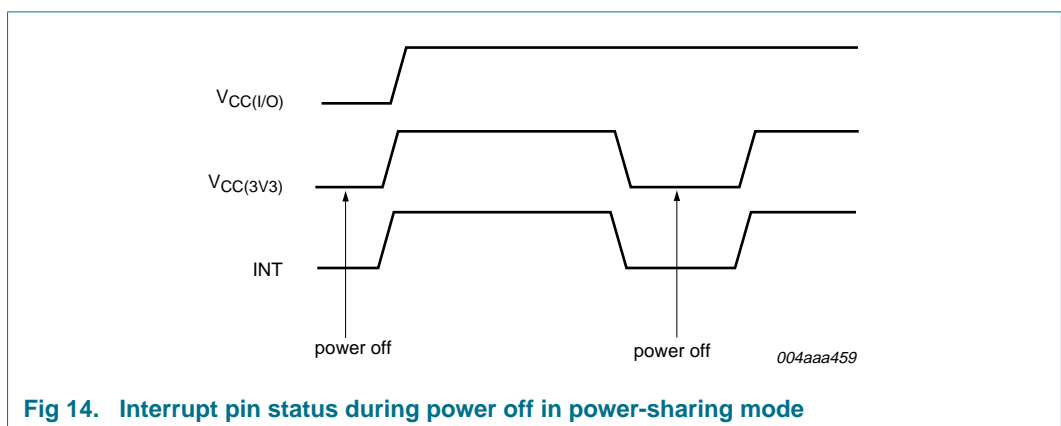 VCC(I/O)
VCC(3V3)
INT
power off
power off
004aaa459
Fig 14. Interrupt pin status during power off in power-sharing mode